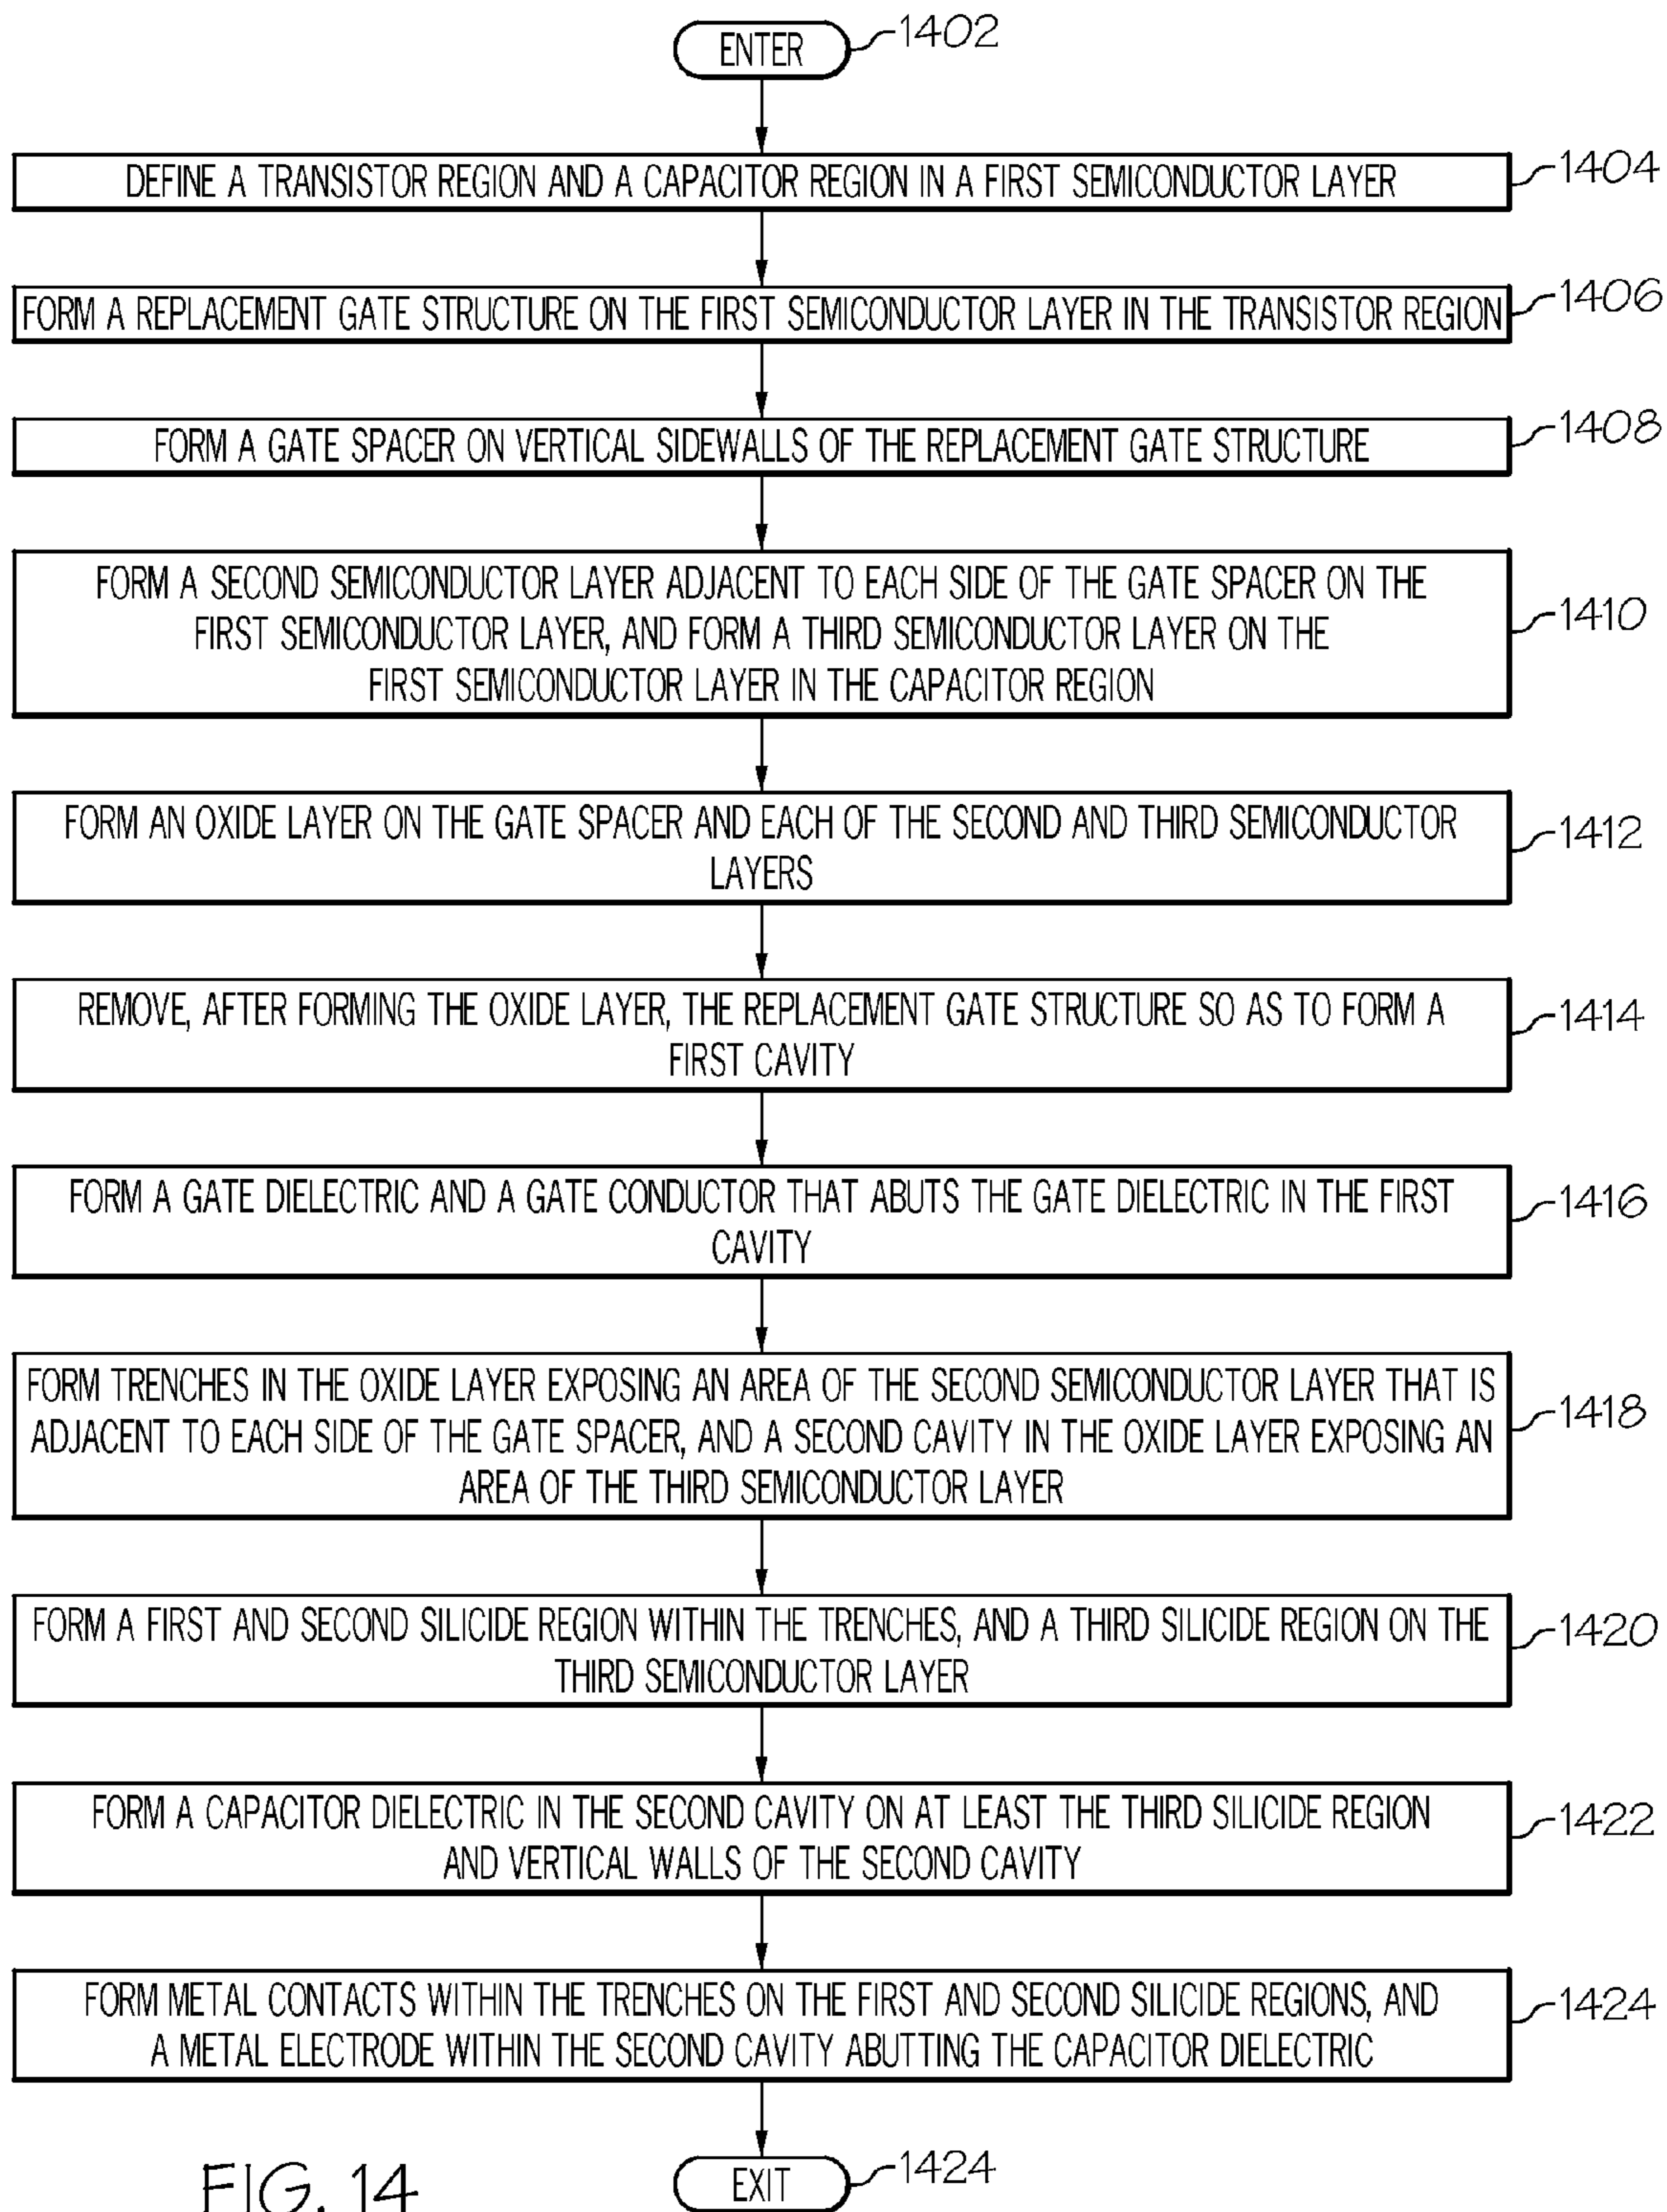 ENTER 1402
DEFINE A TRANSISTOR REGION AND A CAPACITOR REGION IN A FIRST SEMICONDUCTOR LAYER 1404
FORM A REPLACEMENT GATE STRUCTURE ON THE FIRST SEMICONDUCTOR LAYER IN THE TRANSISTOR REGION 1406
FORM A GATE SPACER ON VERTICAL SIDEWALLS OF THE REPLACEMENT GATE STRUCTURE 1408
FORM A SECOND SEMICONDUCTOR LAYER ADJACENT TO EACH SIDE OF THE GATE SPACER ON THE
FIRST SEMICONDUCTOR LAYER, AND FORM A THIRD SEMICONDUCTOR LAYER ON THE
FIRST SEMICONDUCTOR LAYER IN THE CAPACITOR REGION
1410
FORM AN OXIDE LAYER ON THE GATE SPACER AND EACH OF THE SECOND AND THIRD SEMICONDUCTOR
LAYERS
1412
REMOVE, AFTER FORMING THE OXIDE LAYER, THE REPLACEMENT GATE STRUCTURE SO AS TO FORM A
FIRST CAVITY
1414
FORM A GATE DIELECTRIC AND A GATE CONDUCTOR THAT ABUTS THE GATE DIELECTRIC IN THE FIRST
CAVITY
1416
FORM TRENCHES IN THE OXIDE LAYER EXPOSING AN AREA OF THE SECOND SEMICONDUCTOR LAYER THAT IS
ADJACENT TO EACH SIDE OF THE GATE SPACER, AND A SECOND CAVITY IN THE OXIDE LAYER EXPOSING AN
AREA OF THE THIRD SEMICONDUCTOR LAYER
1418
FORM A FIRST AND SECOND SILICIDE REGION WITHIN THE TRENCHES, AND A THIRD SILICIDE REGION ON THE
THIRD SEMICONDUCTOR LAYER
1420
FORM A CAPACITOR DIELECTRIC IN THE SECOND CAVITY ON AT LEAST THE THIRD SILICIDE REGION
AND VERTICAL WALLS OF THE SECOND CAVITY
1422
FORM METAL CONTACTS WITHIN THE TRENCHES ON THE FIRST AND SECOND SILICIDE REGIONS, AND
A METAL ELECTRODE WITHIN THE SECOND CAVITY ABUTTING THE CAPACITOR DIELECTRIC
1424
EXIT 1424
FIG. 14